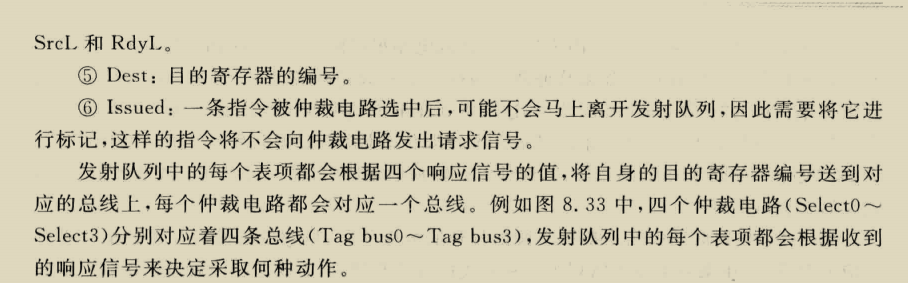 SrcL 和 RdyL。
⑤ Dest：目的寄存器的编号。
⑥ Issued：一条指令被仲裁电路选中后，可能不会马上离开发射队列，因此需要将它进
行标记，这样的指令将不会向仲裁电路发出请求信号。
发射队列中的每个表项都会根据四个响应信号的值，将自身的目的寄存器编号送到对
应的总线上，每个仲裁电路都会对应一个总线。例如图 8.33 中，四个仲裁电路(Select0～
Select3)分别对应着四条总线(Tag bus0～Tag bus3)，发射队列中的每个表项都会根据收到
的响应信号来决定采取何种动作。